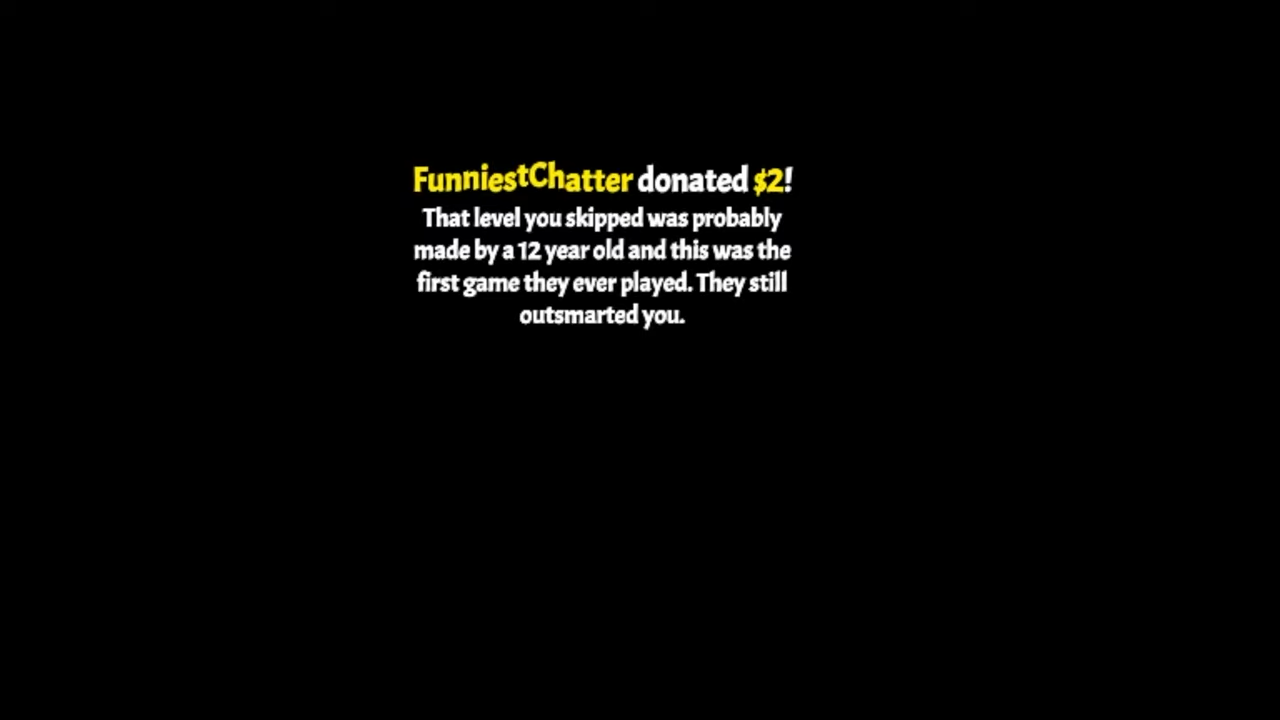 FunniestChatter donated $2!
That level you skipped was probably
made by a 12 year old and this was the
first game they ever played. They still
outsmarted you.